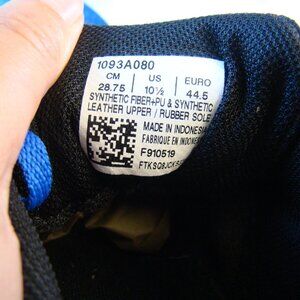 1093A080
CM US EURO
28.75 10½ 44.5
SYNTHETIC FIBER+PU & SYNTHETIC
LEATHER UPPER / RUBBER SOLE
MADE IN INDONESIA
FABRIQUE EN INDONESIE
F910519